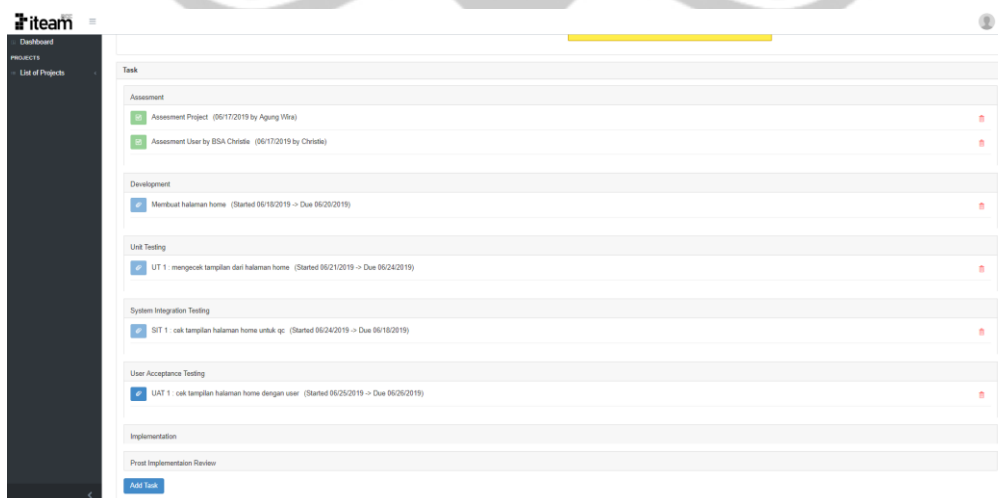 iteam
Dashboard
PROJECTS
List of Projects
Task
Assesment
Assesment Project (06/17/2019 by Agung Wira)
Assesment User by BSA Christie (06/17/2019 by Christie)
Development
Membuat halaman home (Started 06/18/2019 -> Due 06/20/2019)
Unit Testing
UT 1 : mengecek tampilan dari halaman home (Started 06/21/2019 -> Due 06/24/2019)
System Integration Testing
SIT 1 : cek tampilan halaman home untuk qc (Started 06/24/2019 -> Due 06/18/2019)
User Acceptance Testing
UAT 1 : cek tampilan halaman home dengan user (Started 06/25/2019 -> Due 06/26/2019)
Implementation
Prost Implementaion Review
Add Task